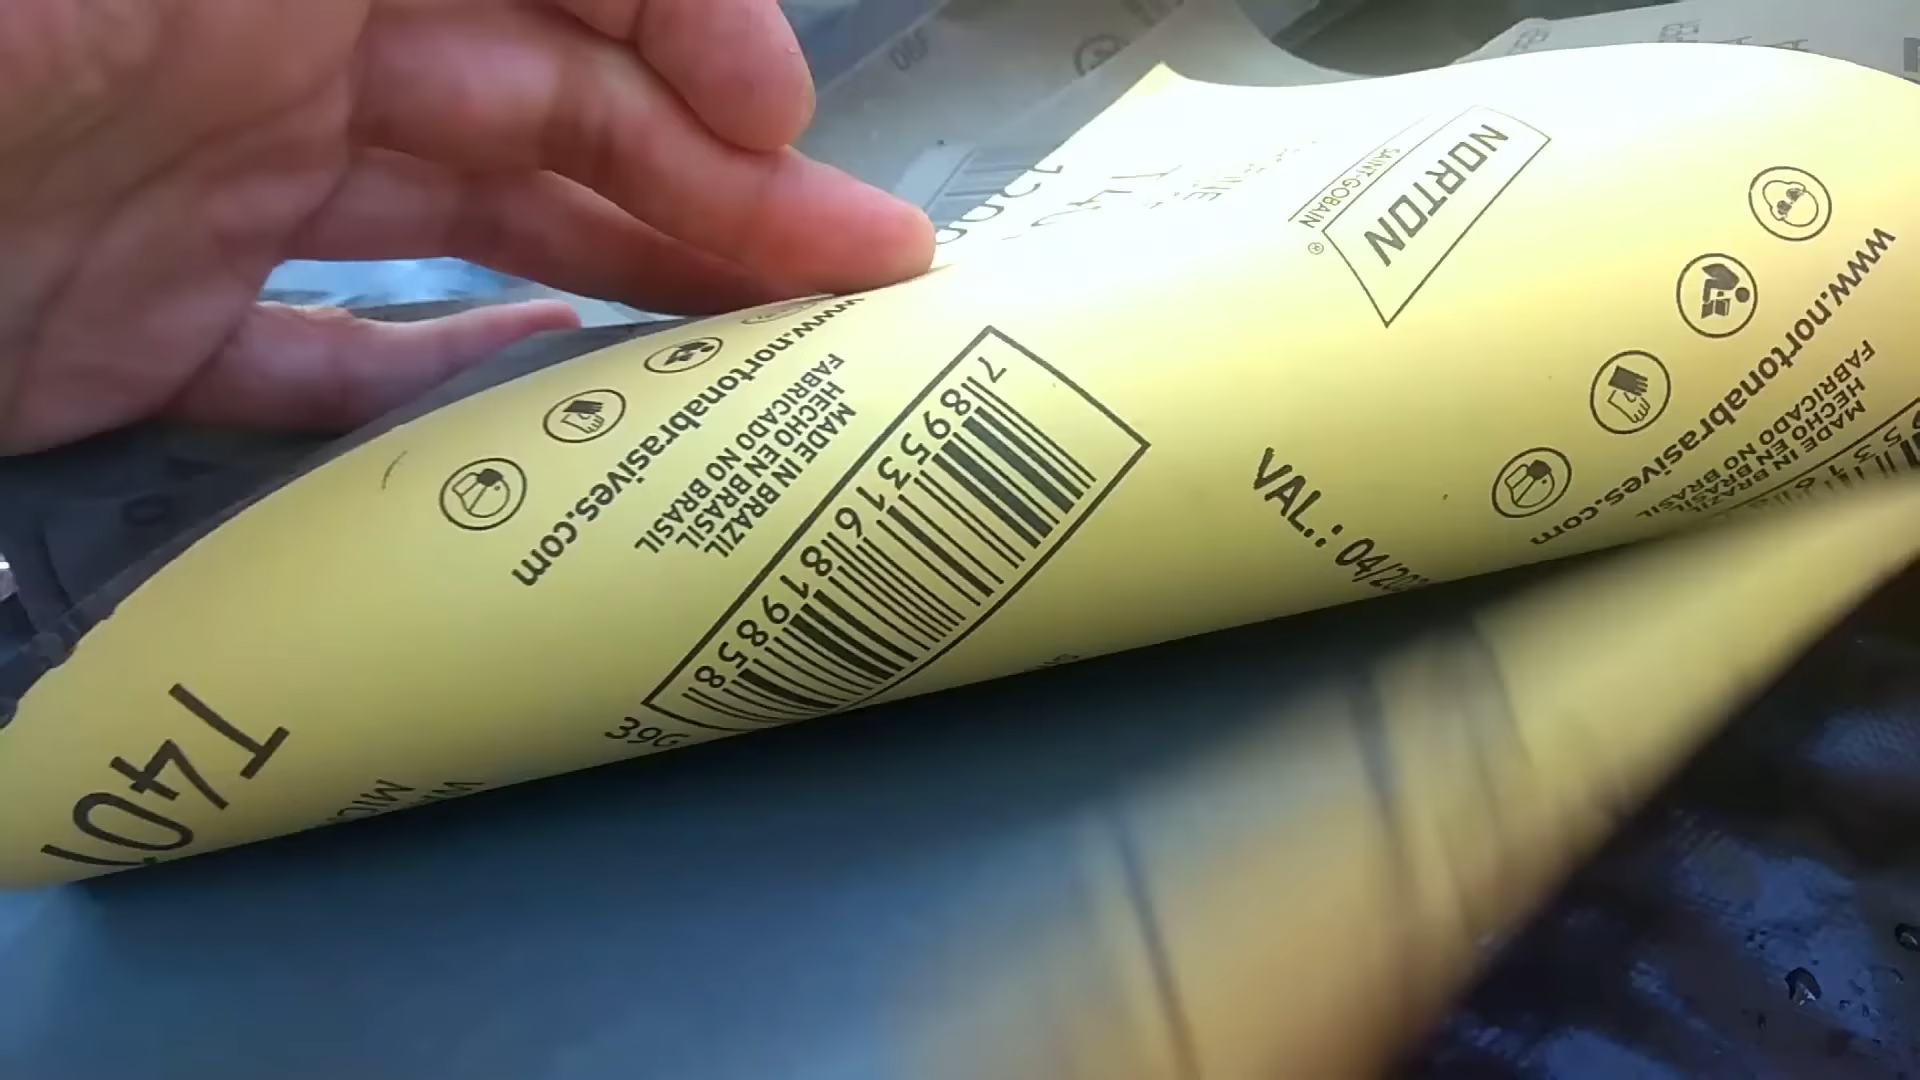 NORTON
SAINT-GOBAIN
®
www.nortonabrasives.com
MADE IN BRAZIL
HECHO EN BRASIL
FABRICADO NO BRASIL
www.nortonabrasives.com
MADE IN BRAZIL
HECHO EN BRASIL
FABRICADO NO BRASIL
7 895316 819858
VAL.: 04/20
39G
T401